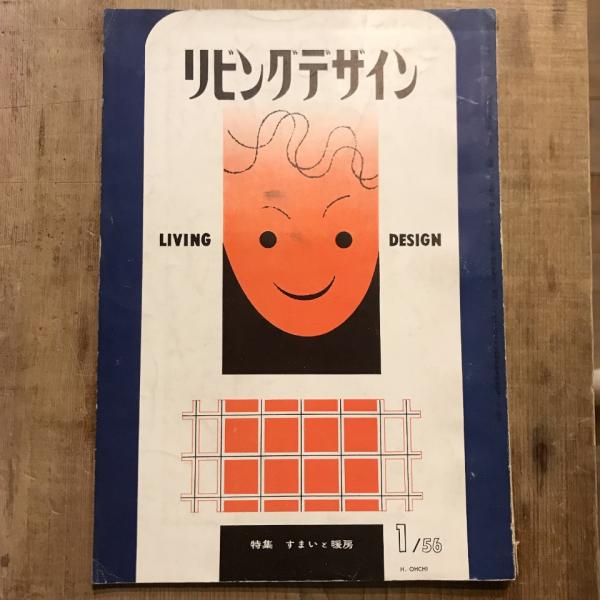 リビングデザイン
LIVING DESIGN
特集 すまいと暖房
1/56
H. OHCHI